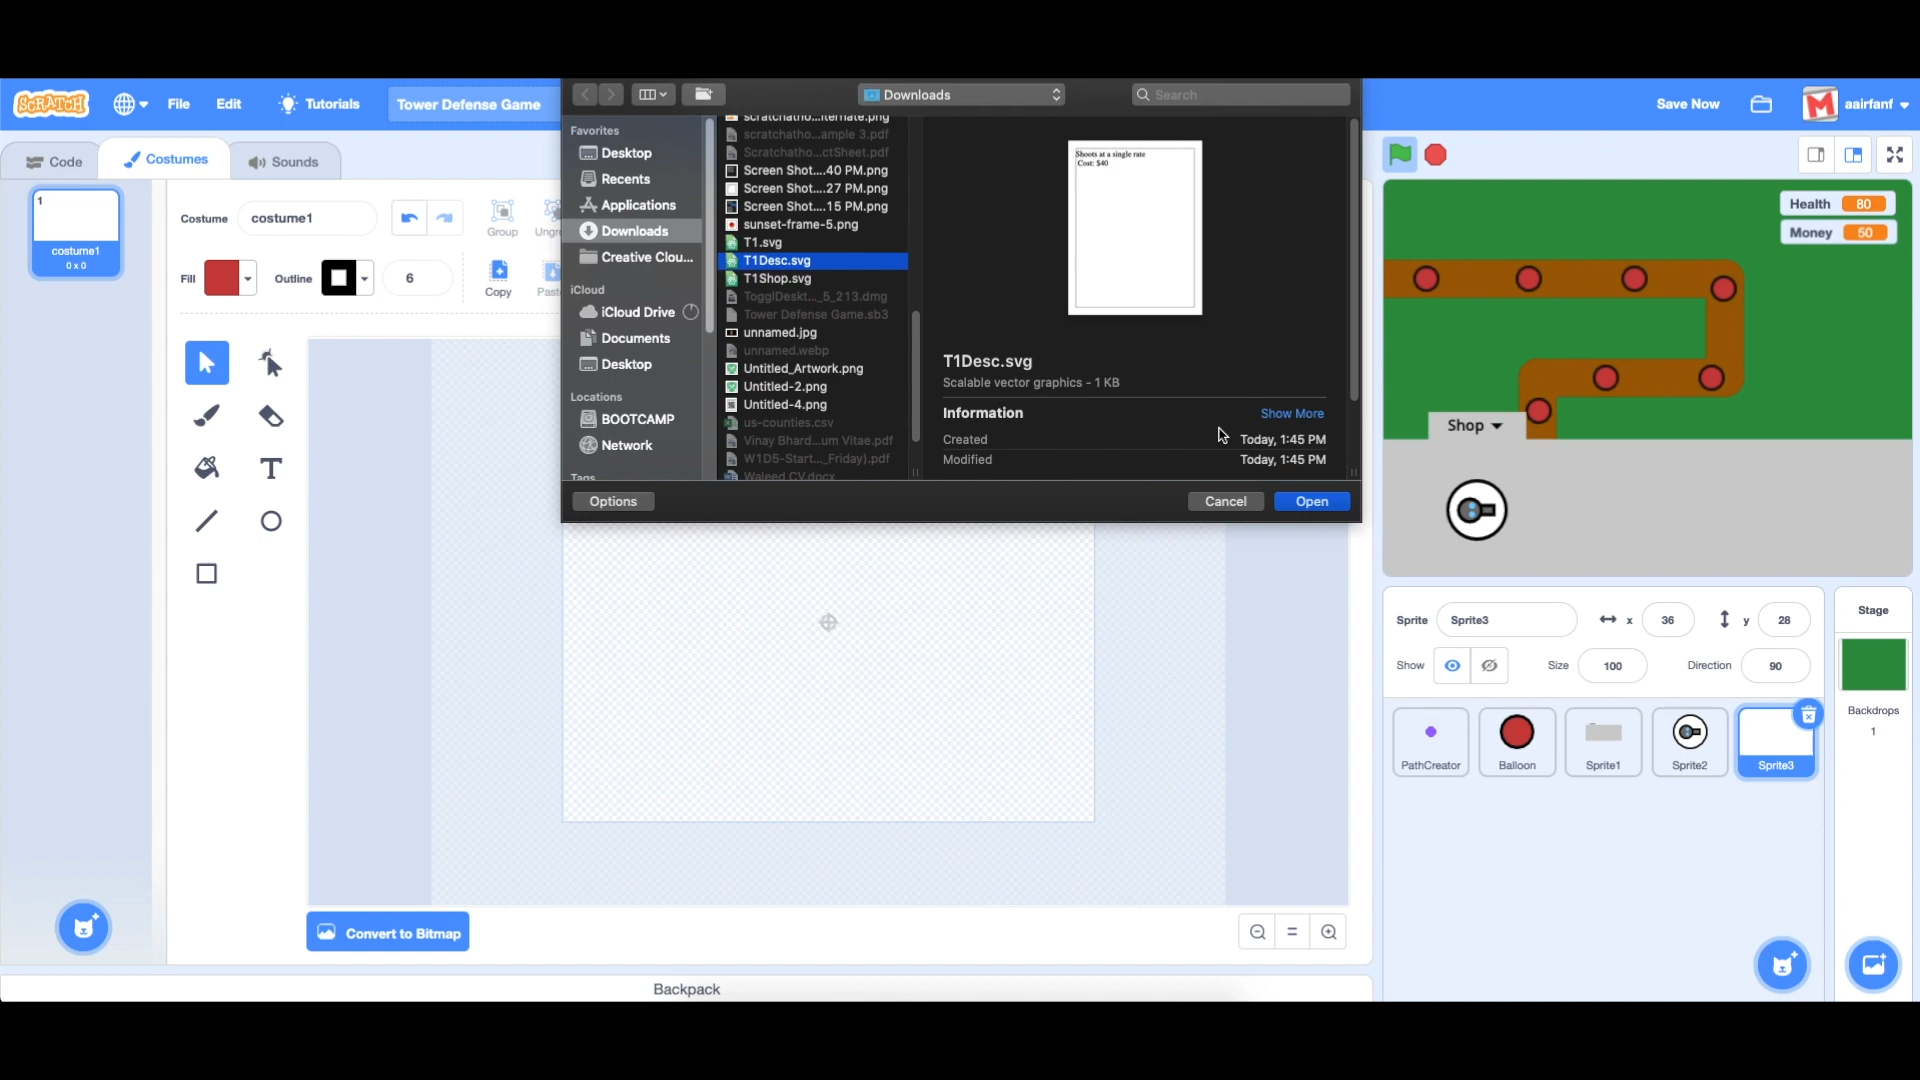 SCRATCH
File
Edit
Tutorials
Tower Defense Game
Downloads
Search
Save Now
aairfanf
Code
Costumes
Sounds
1
costume1
0 x 0
Costume
costume1
Group
Fill
Outline
6
Copy
Favorites
Desktop
Recents
Applications
Downloads
Creative Clou...
iCloud
iCloud Drive
Documents
Desktop
Locations
BOOTCAMP
Network
Tags
scratchatho...iternate.png
scratchatho...ample 3.pdf
Scratchatho...ctSheet.pdf
Screen Shot....40 PM.png
Screen Shot....27 PM.png
Screen Shot....15 PM.png
sunset-frame-5.png
T1.svg
T1Desc.svg
T1Shop.svg
TogglDeskt..._5_213.dmg
Tower Defense Game.sb3
unnamed.jpg
unnamed.webp
Untitled_Artwork.png
Untitled-2.png
Untitled-4.png
us-counties.csv
Vinay Bhard...um Vitae.pdf
W1D5-Start..._Friday).pdf
Waleed CV.docx
Shoots at a single rate
Cost: $40
T1Desc.svg
Scalable vector graphics - 1 KB
Information
Show More
Created
Today, 1:45 PM
Modified
Today, 1:45 PM
Options
Cancel
Open
Convert to Bitmap
Backpack
Health 80
Money 50
Shop
Sprite
Sprite3
x
36
y
28
Show
Size
100
Direction
90
PathCreator
Balloon
Sprite1
Sprite2
Sprite3
Stage
Backdrops
1